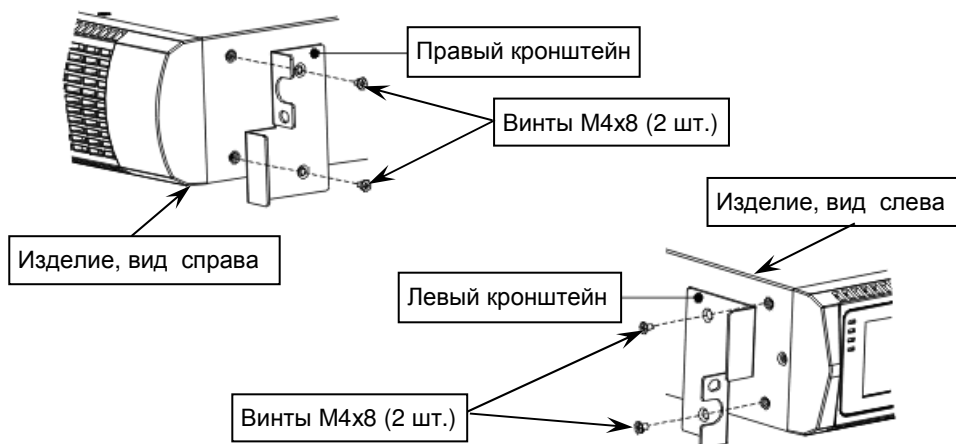 Правый кронштейн
Винты М4х8 (2 шт.)
Изделие, вид справа
Изделие, вид слева
Левый кронштейн
Винты М4х8 (2 шт.)